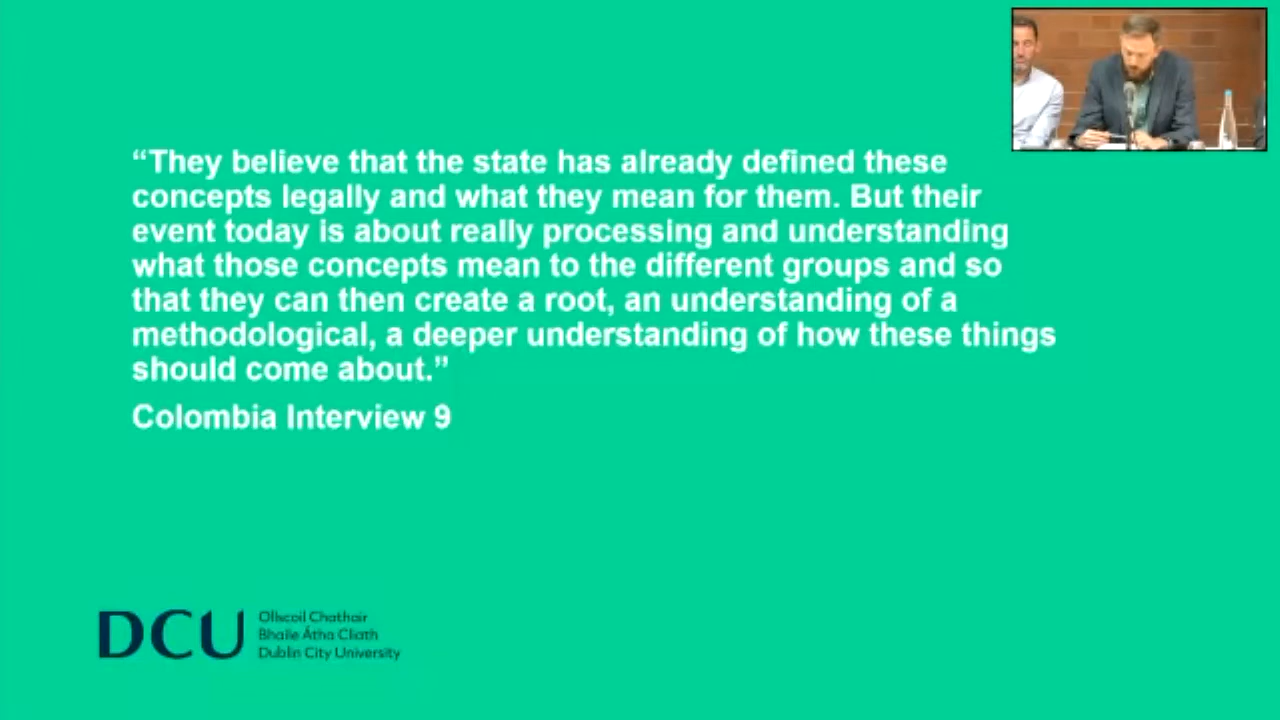 “They believe that the state has already defined these
concepts legally and what they mean for them. But their
event today is about really processing and understanding
what those concepts mean to the different groups and so
that they can then create a root, an understanding of a
methodological, a deeper understanding of how these things
should come about.”
Colombia Interview 9
DCU
Ollscoil Chathair
Bhaile Átha Cliath
Dublin City University